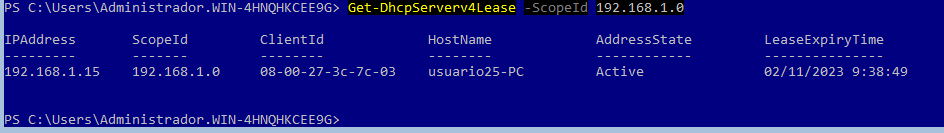 PS C:\Users\Administrador.WIN-4HNQHKCEE9G> Get-DhcpServerv4Lease -ScopeId 192.168.1.0
IPAddress ScopeId ClientId HostName AddressState LeaseExpiryTime
--------- ------- -------- -------- ------------ ---------------
192.168.1.15 192.168.1.0 08-00-27-3c-7c-03 usuario25-PC Active 02/11/2023 9:38:49
PS C:\Users\Administrador.WIN-4HNQHKCEE9G>